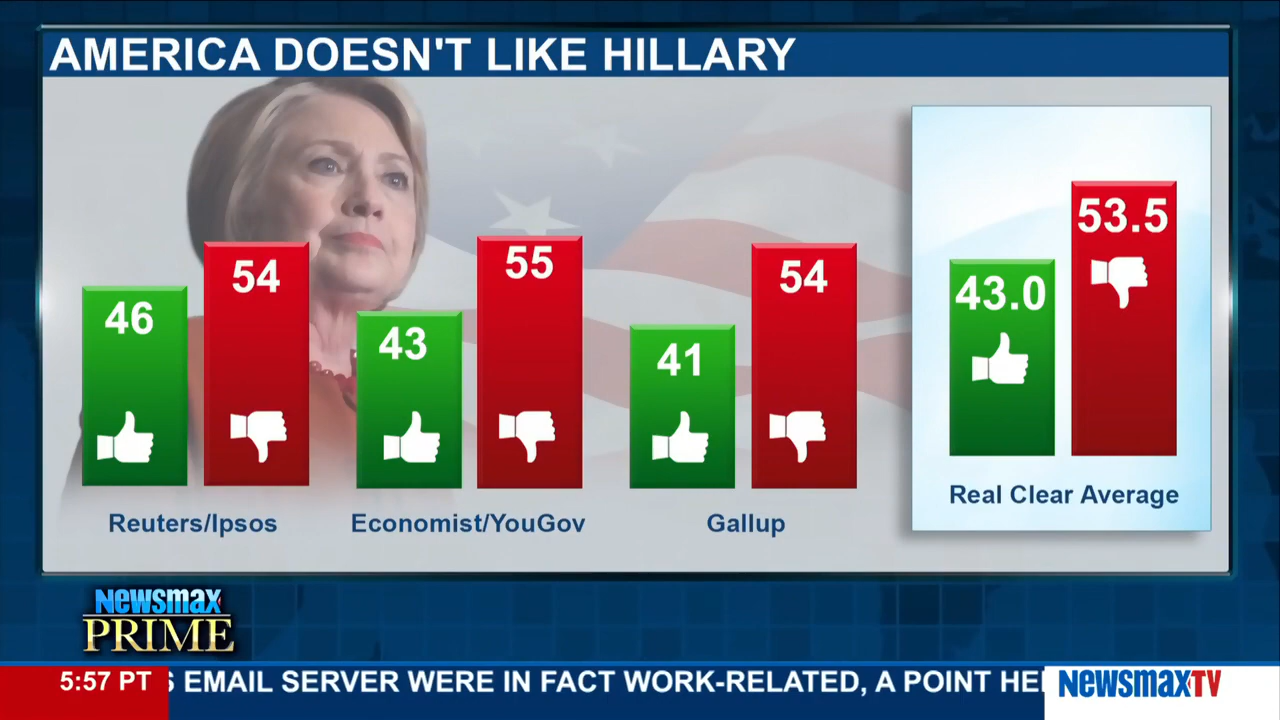 AMERICA DOESN'T LIKE HILLARY
46
54
43
55
41
54
43.0
53.5
Reuters/Ipsos
Economist/YouGov
Gallup
Real Clear Average
NEWSMAX
PRIME
5:57 PT
EMAIL SERVER WERE IN FACT WORK-RELATED, A POINT
NEWSMAXTV